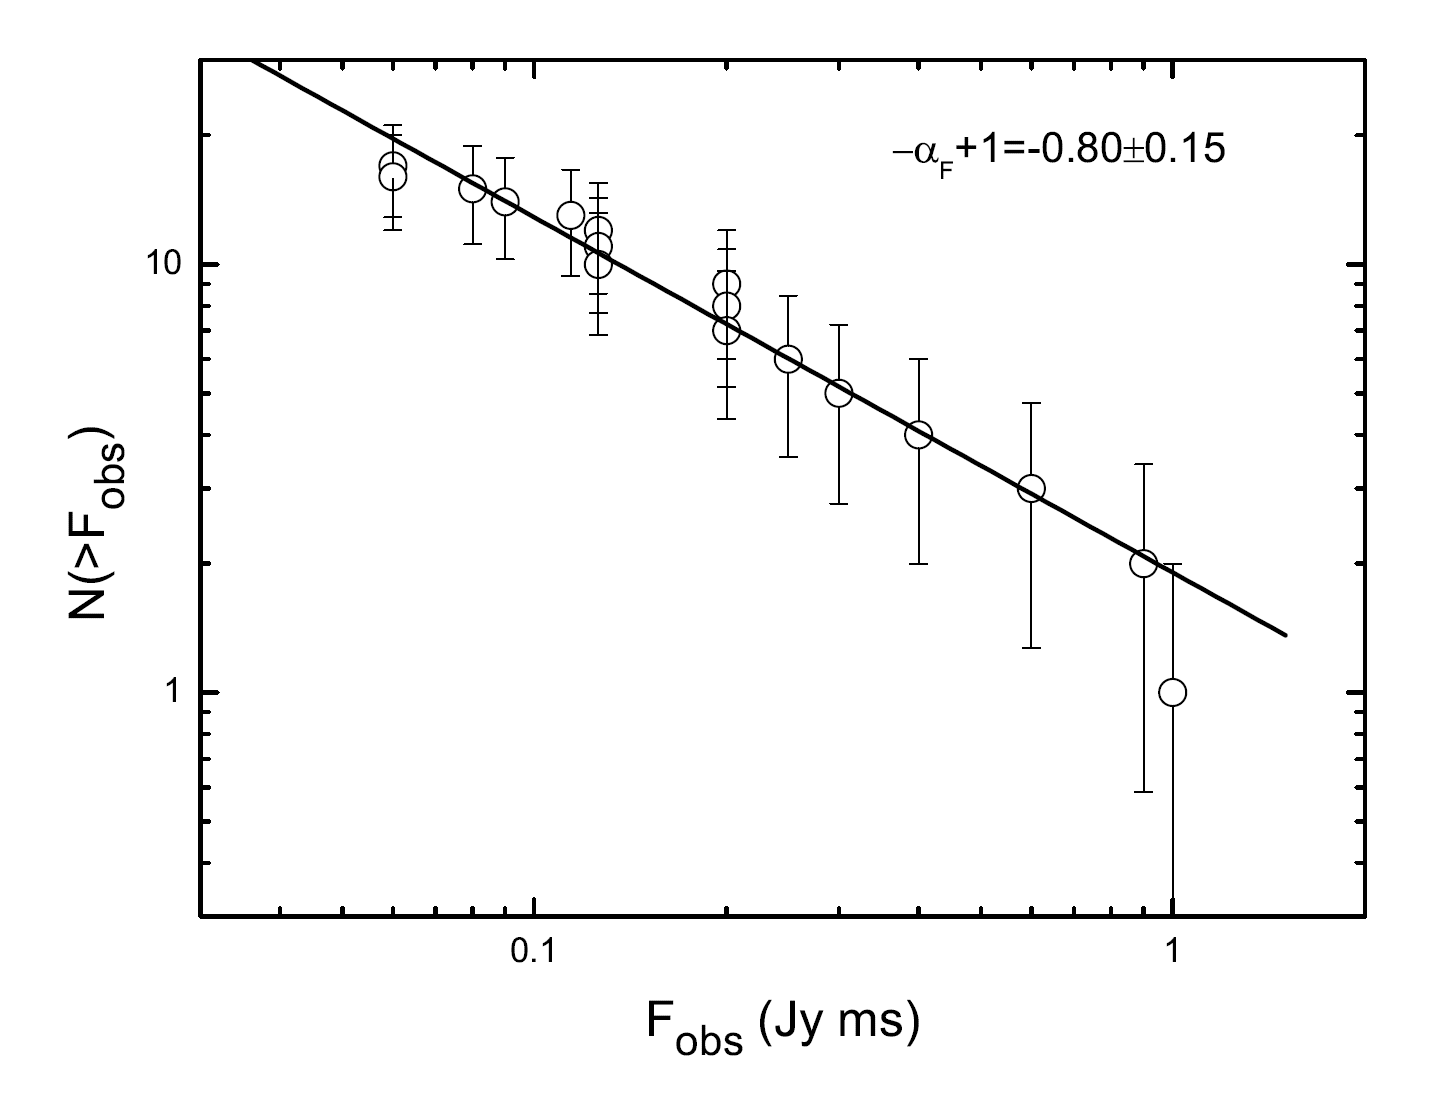 −α_F+1=-0.80±0.15
10
1
N(>F_obs)
0.1 1
F_obs (Jy ms)